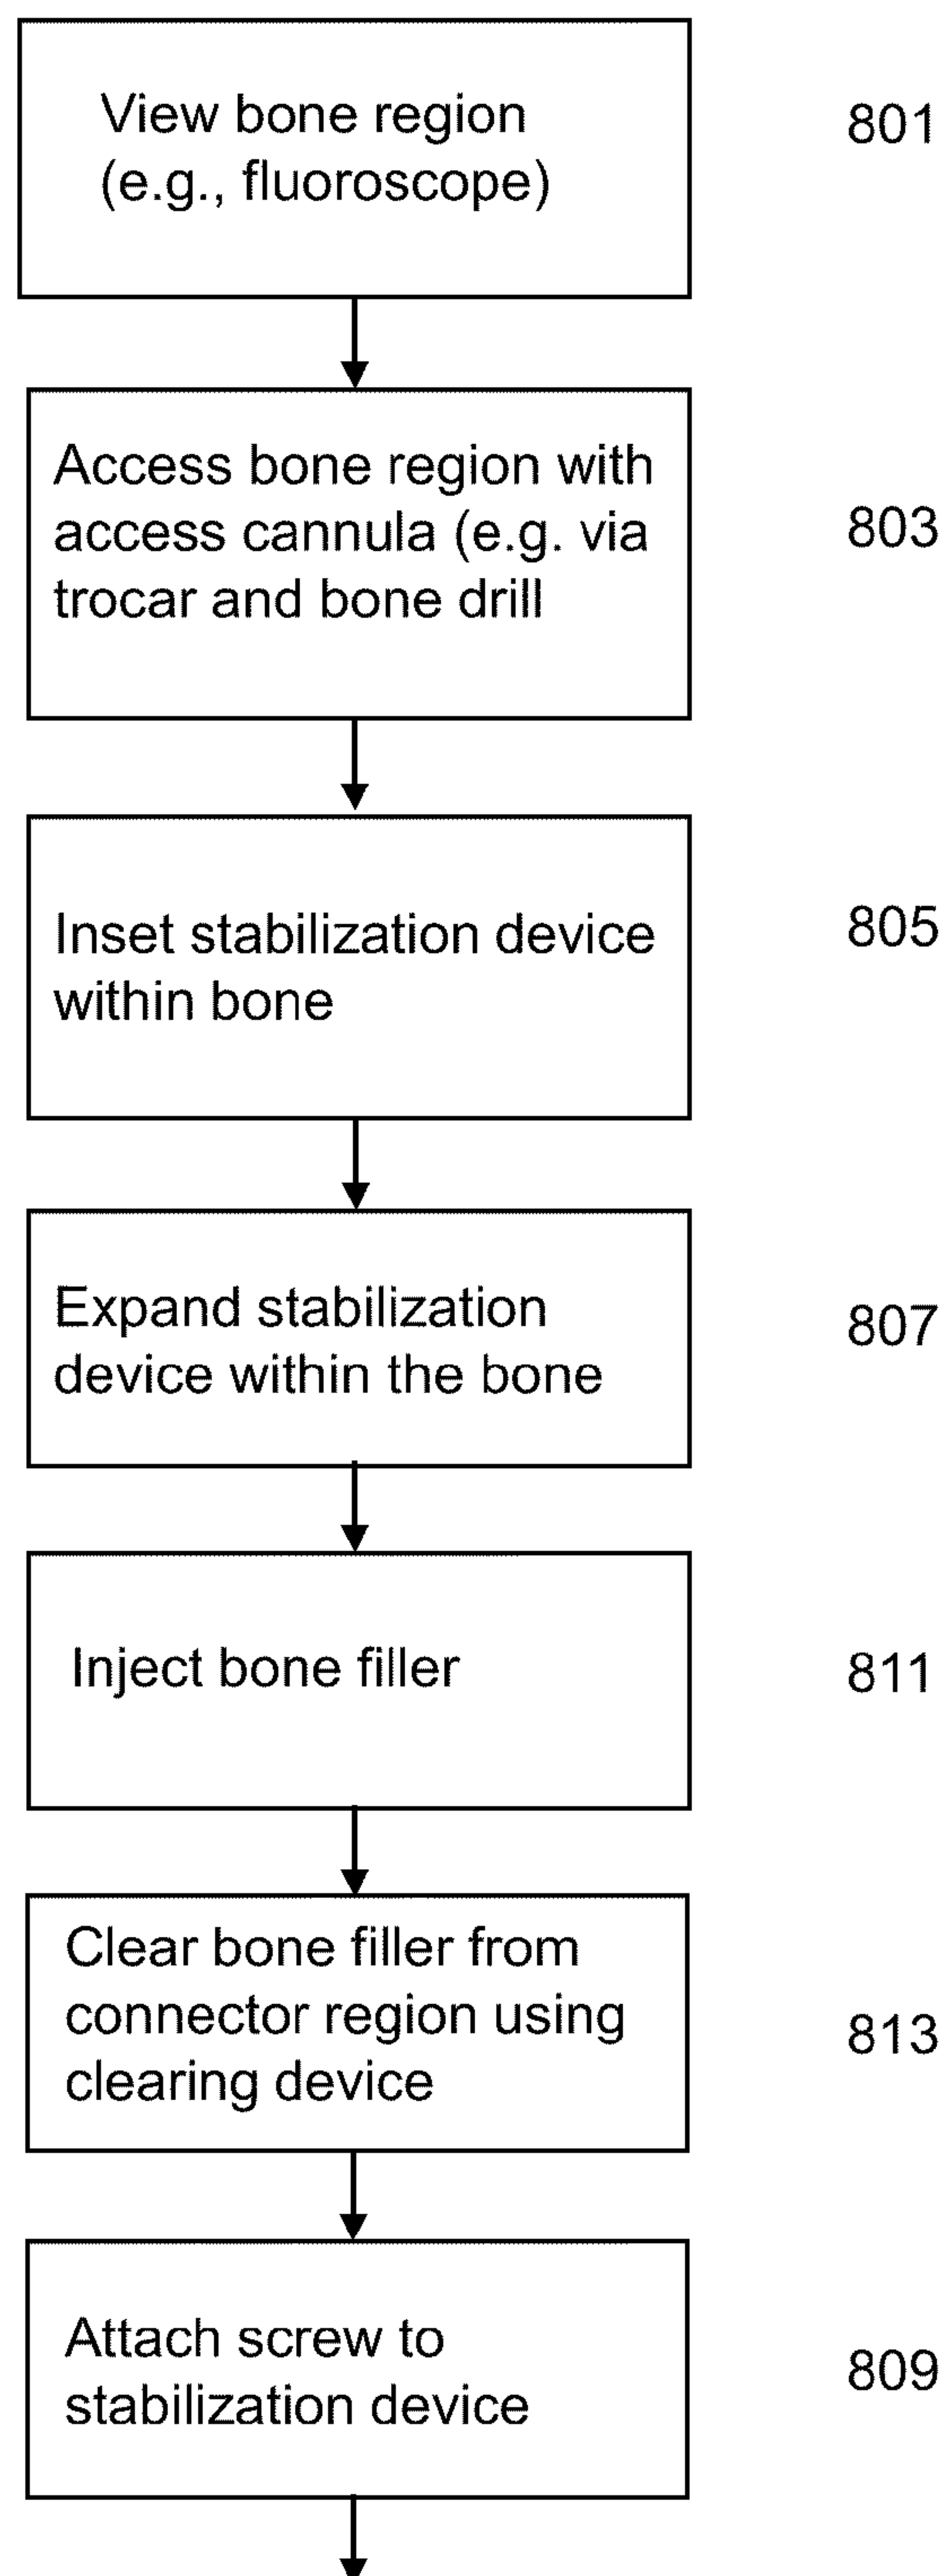 View bone region
(e.g., fluoroscope)
801
Access bone region with
access cannula (e.g. via
trocar and bone drill
803
Inset stabilization device
within bone
805
Expand stabilization
device within the bone
807
Inject bone filler
811
Clear bone filler from
connector region using
clearing device
813
Attach screw to
stabilization device
809